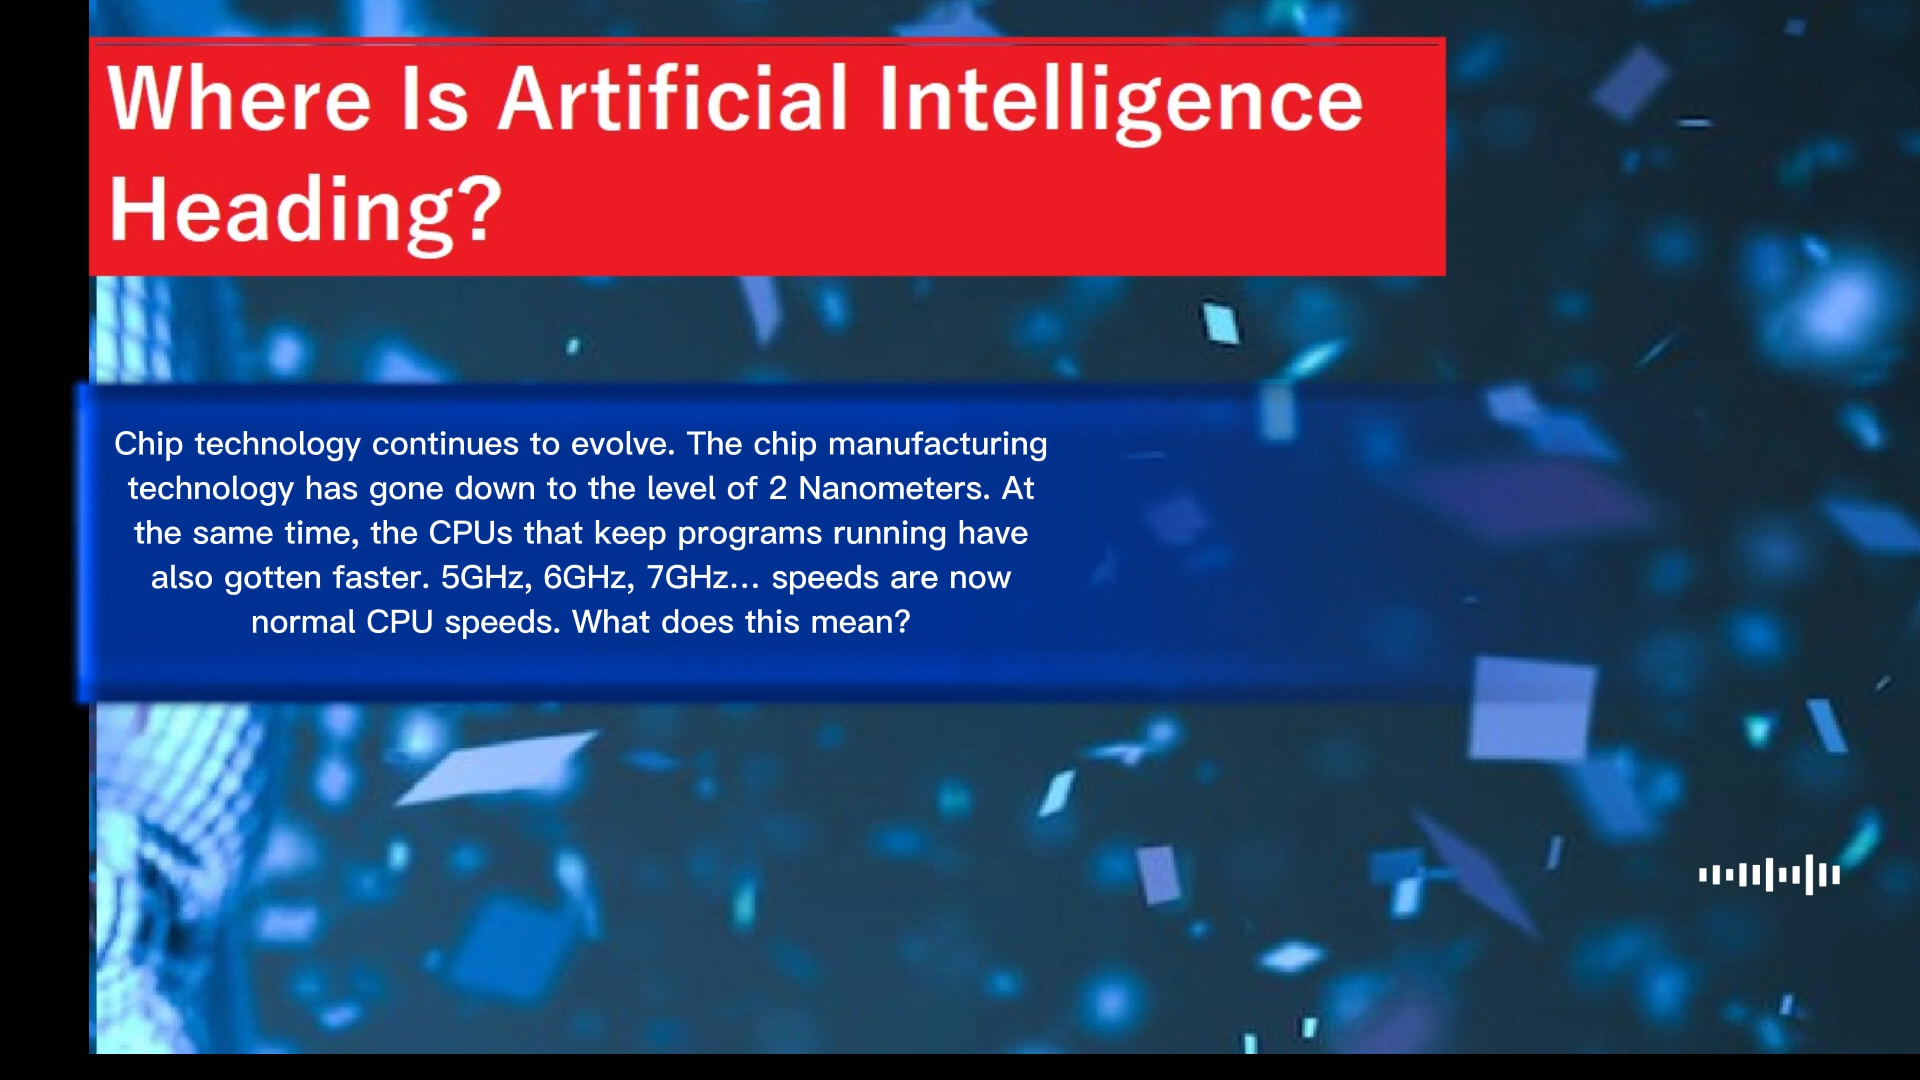 Where Is Artificial Intelligence
Heading?
Chip technology continues to evolve. The chip manufacturing
technology has gone down to the level of 2 Nanometers. At
the same time, the CPUs that keep programs running have
also gotten faster. 5GHz, 6GHz, 7GHz... speeds are now
normal CPU speeds. What does this mean?